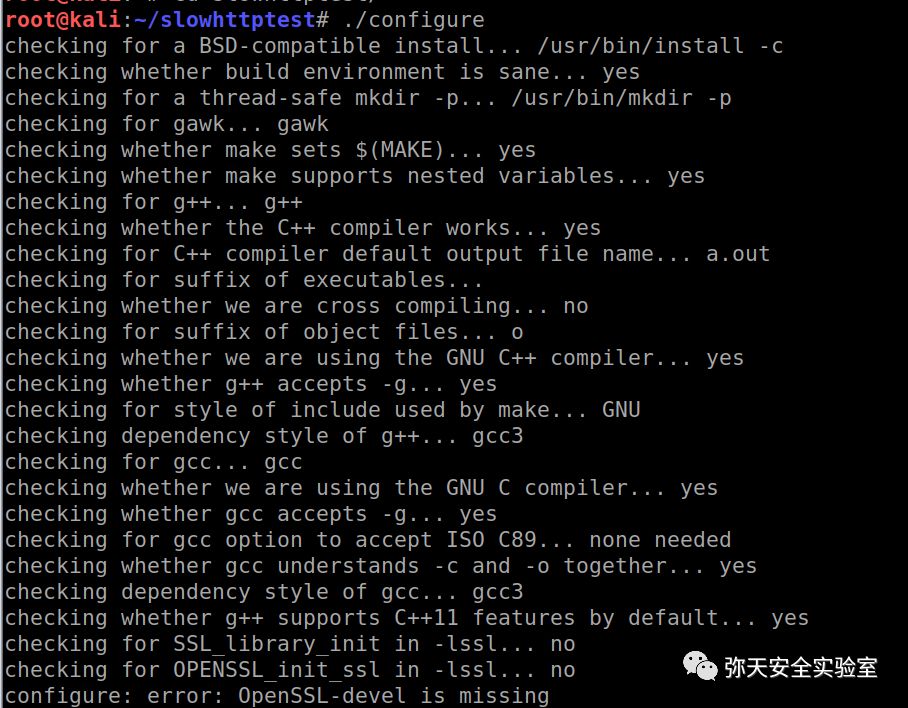 root@kali:~/slowhttptest# ./configure
checking for a BSD-compatible install... /usr/bin/install -c
checking whether build environment is sane... yes
checking for a thread-safe mkdir -p... /usr/bin/mkdir -p
checking for gawk... gawk
checking whether make sets $(MAKE)... yes
checking whether make supports nested variables... yes
checking for g++... g++
checking whether the C++ compiler works... yes
checking for C++ compiler default output file name... a.out
checking for suffix of executables...
checking whether we are cross compiling... no
checking for suffix of object files... o
checking whether we are using the GNU C++ compiler... yes
checking whether g++ accepts -g... yes
checking for style of include used by make... GNU
checking dependency style of g++... gcc3
checking for gcc... gcc
checking whether we are using the GNU C compiler... yes
checking whether gcc accepts -g... yes
checking for gcc option to accept ISO C89... none needed
checking whether gcc understands -c and -o together... yes
checking dependency style of gcc... gcc3
checking whether g++ supports C++11 features by default... yes
checking for SSL_library_init in -lssl... no
checking for OPENSSL_init_ssl in -lssl... no
弥天安全实验室
configure: error: OpenSSL-devel is missing